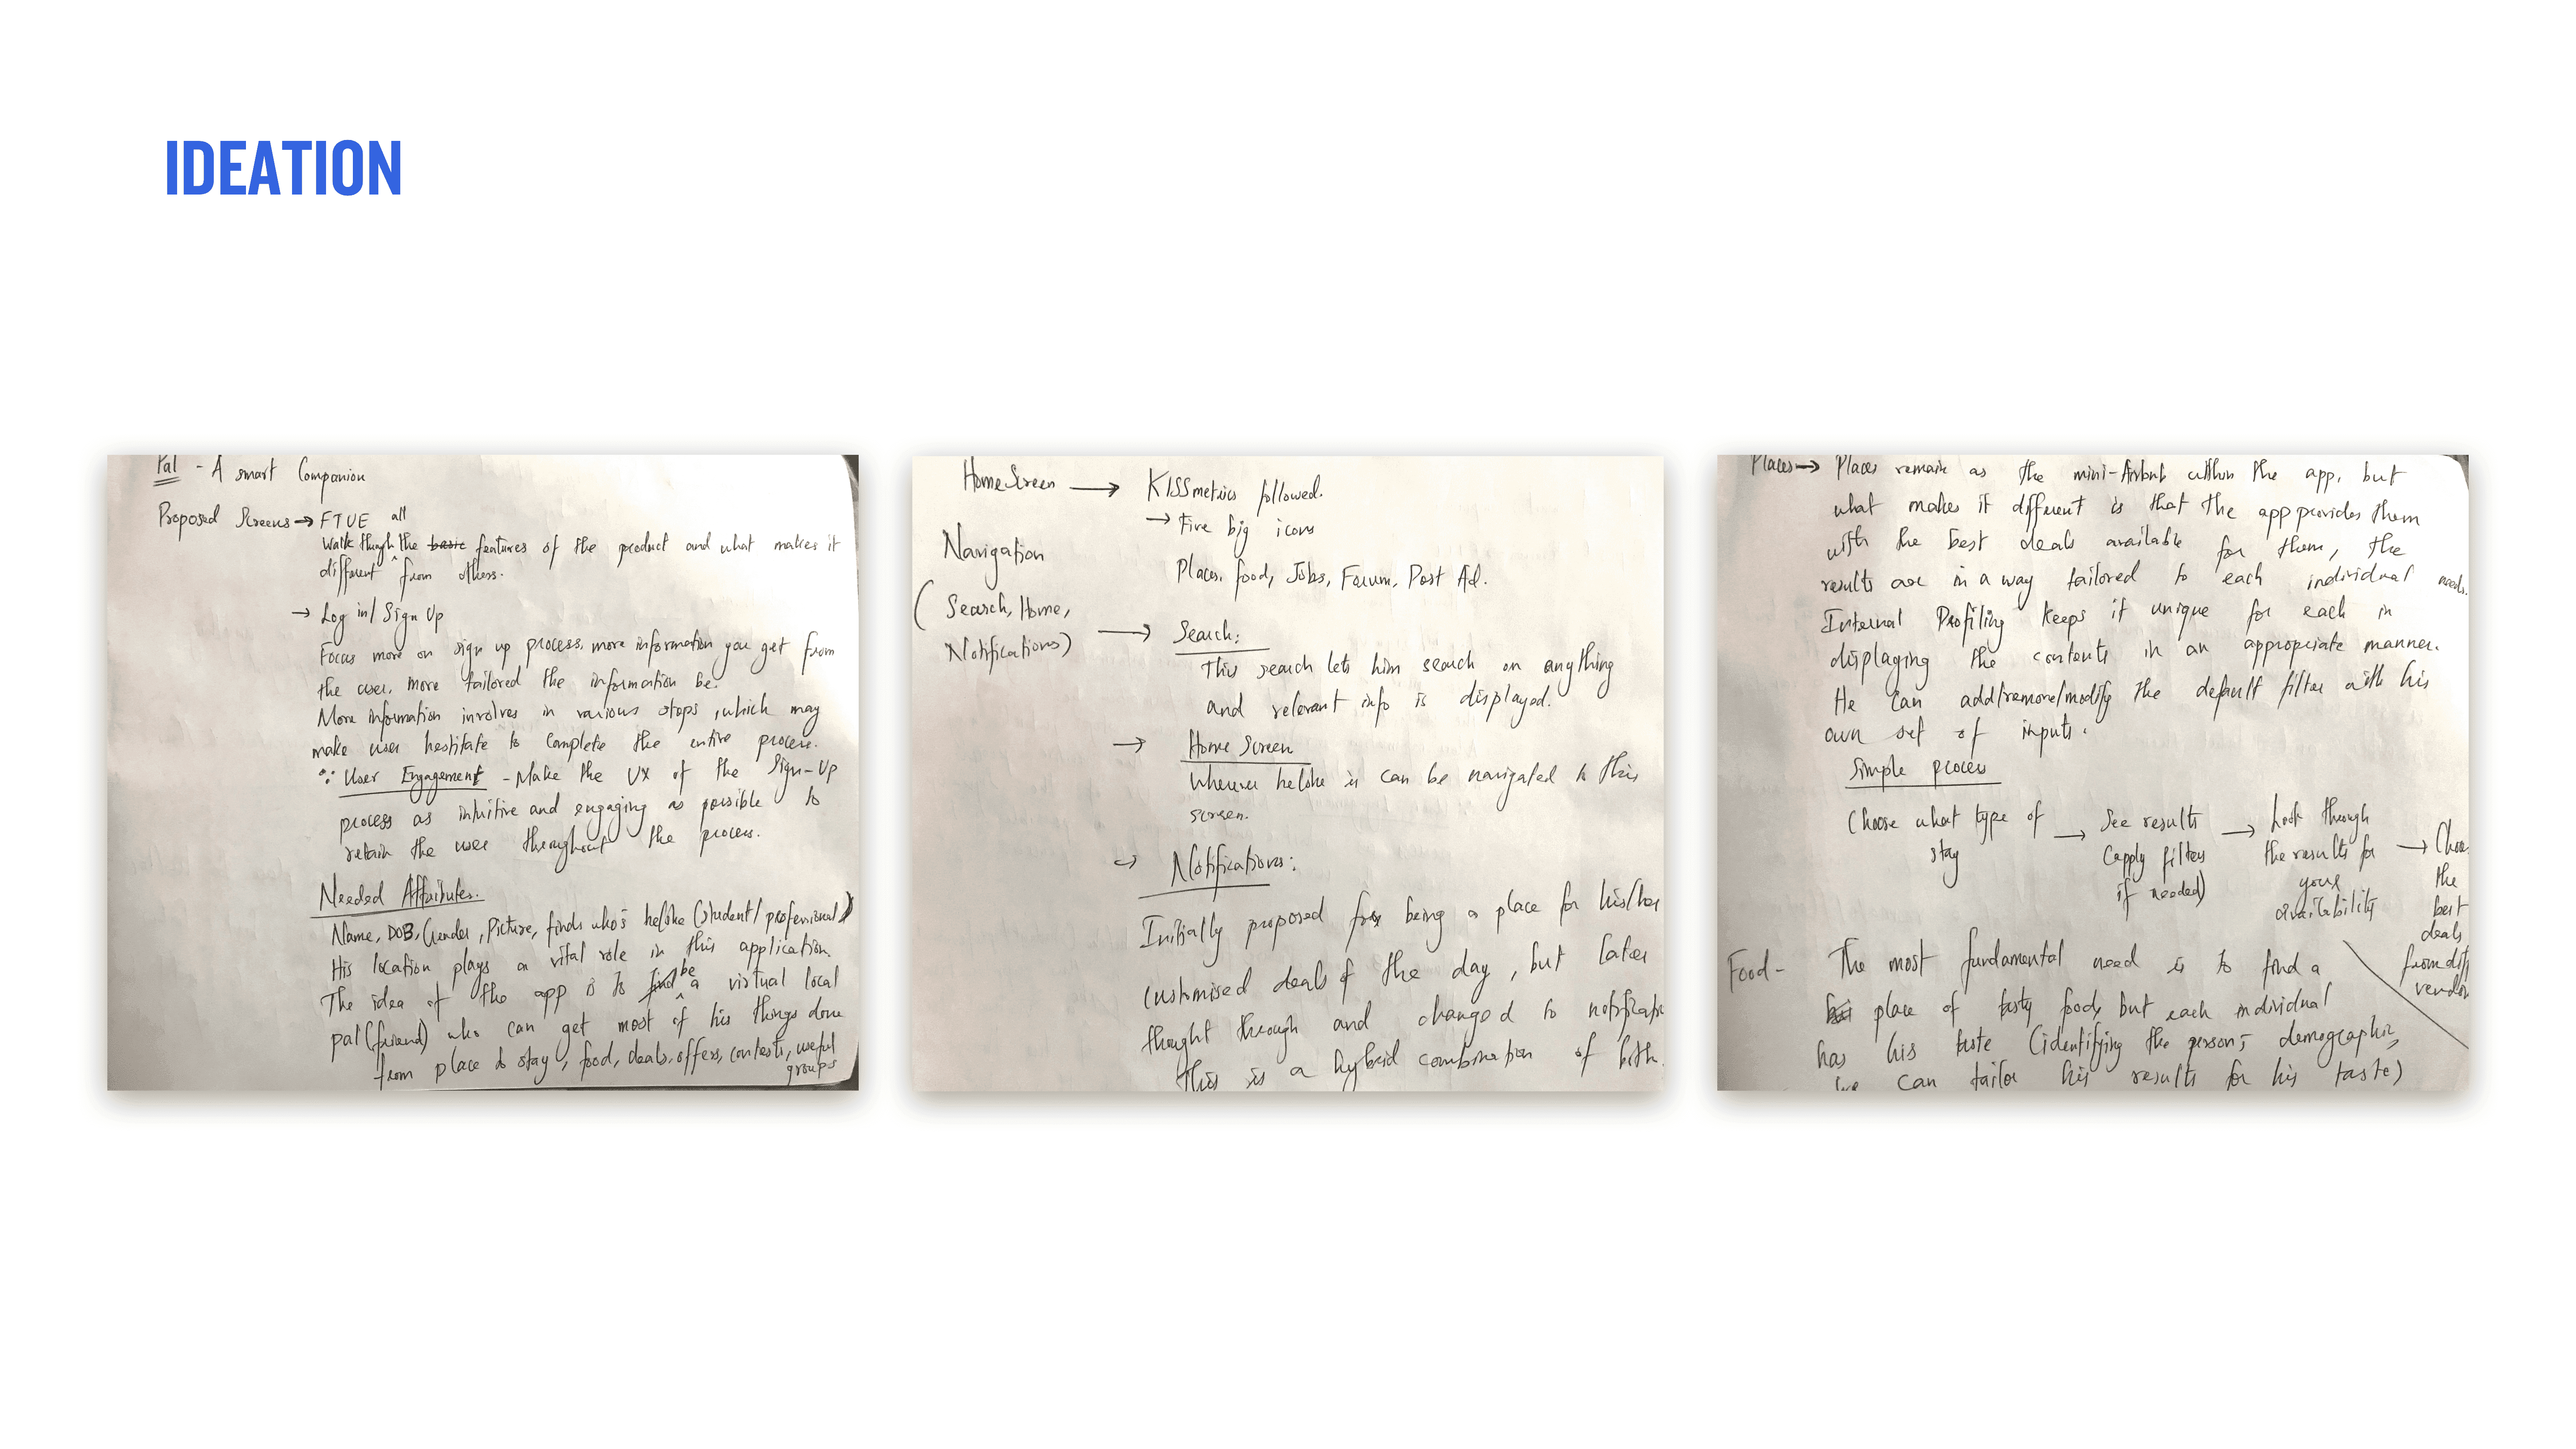 IDEATION
Pal - A smart Companion
Proposed Screens → FTUE
all
Walk though the basic features of the product and what makes it
different from others.
→ Log in/Sign Up
Focus more on sign up process, more information you get from
the user, more tailored the information be.
More information involves in various stops, which may
make user hestitate to complete the entire process.
∵ User Engagement - Make the UX of the Sign-Up
process as intuitive and engaging as possible to
retain the user throughout the process.
Needed Attributes.
Name, DOB, Gender, Picture, finds who's he/she (student/professional)
His location plays a vital role in this application.
The idea of the app is to find be a virtual local
pal (friend) who can get most of his things done
from place to stay, food, deals, offers, contests, useful
groups
HomeScreen → KISSmetrics followed.
→ Five big icons
Places, food, Jobs, Forum, Post Ad.
Navigation
(Search, Home,
Notifications)
→ Search:
This search lets him search on anything
and relevant info is displayed.
→ Home Screen
Wherever he/she is can be navigated to this
screen.
→ Notifications:
Initially proposed for being a place for his/her
customised deals of the day, but later
thought through and changed to
This is a hybrid combination of both.
Places → Places remain as the mini-Airbnb within the app, but
what makes it different is that the app provides them
with the best deals available for them, the
results are in a way tailored to each individual needs.
Internal Profiling keeps it unique for each in
displaying the contents in an appropriate manner.
He can add/remore/modify the default filter with his
own set of inputs.
Simple process
Choose what type of stay → See results (apply filters if needed) → Look through the results for your availability →
the
best
deals
Food - The most fundamental need is to find a
place of tasty food, but each individual
has his taste (identifying the person's demographic,
we can tailor his results for his taste)